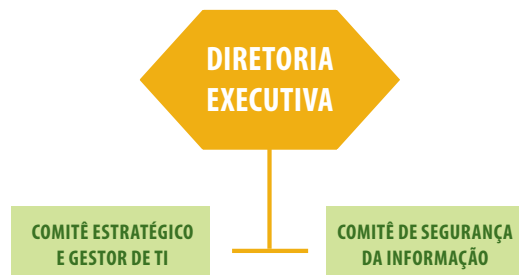 DIRETORIA
EXECUTIVA
COMITÊ ESTRATÉGICO
E GESTOR DE TI
COMITÊ DE SEGURANÇA
DA INFORMAÇÃO